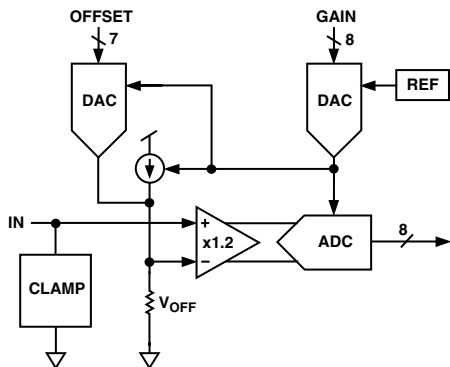 OFFSET
GAIN
7
8
DAC
DAC
REF
IN
+
x1.2
–
ADC
8
CLAMP
VOFF